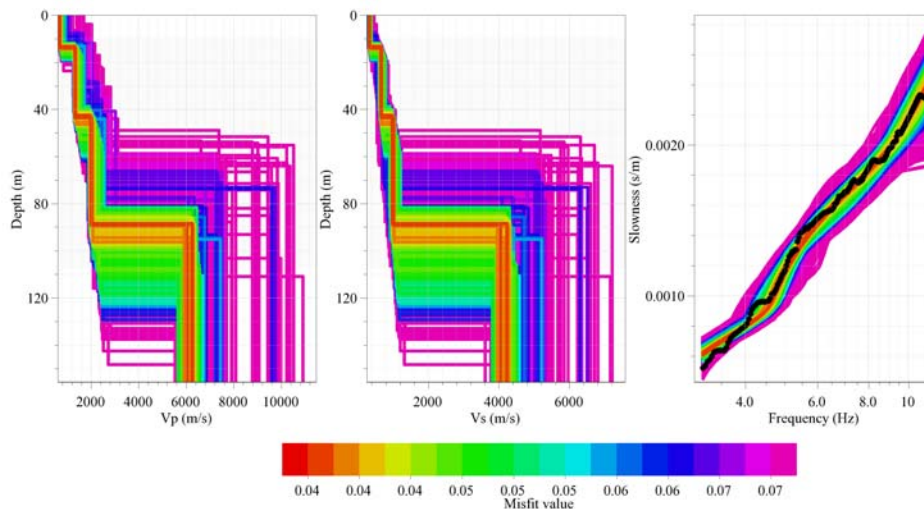 0
40
80
120
Depth (m)
2000 4000 6000 8000 10000
Vp (m/s)
0
40
80
120
Depth (m)
2000 4000 6000
Vs (m/s)
0.0020
0.0010
Slowness (s/m)
4.0 6.0 8.0 10
Frequency (Hz)
0.04 0.04 0.04 0.05 0.05 0.05 0.06 0.06 0.07 0.07
Misfit value